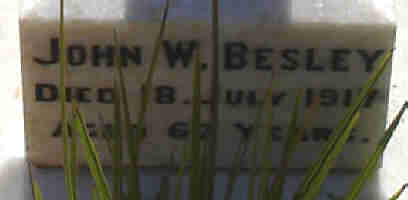 JOHN W. BESLEY
DIED 18. JULY 1917
AGED 67 YEARS.